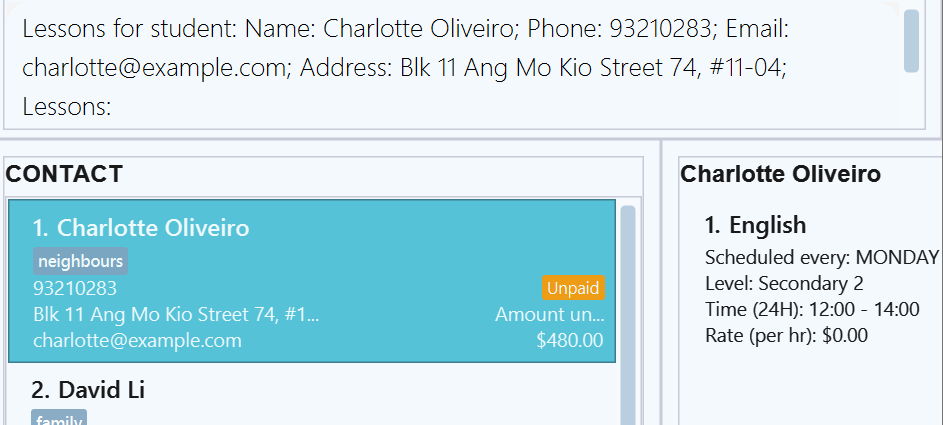 Lessons for student: Name: Charlotte Oliveiro; Phone: 93210283; Email:
charlotte@example.com; Address: Blk 11 Ang Mo Kio Street 74, #11-04;
Lessons:
CONTACT
1. Charlotte Oliveiro
neighbours
93210283
Unpaid
Blk 11 Ang Mo Kio Street 74, #1...
Amount un...
charlotte@example.com
$480.00
2. David Li
family
Charlotte Oliveiro
1. English
Scheduled every: MONDAY
Level: Secondary 2
Time (24H): 12:00 - 14:00
Rate (per hr): $0.00